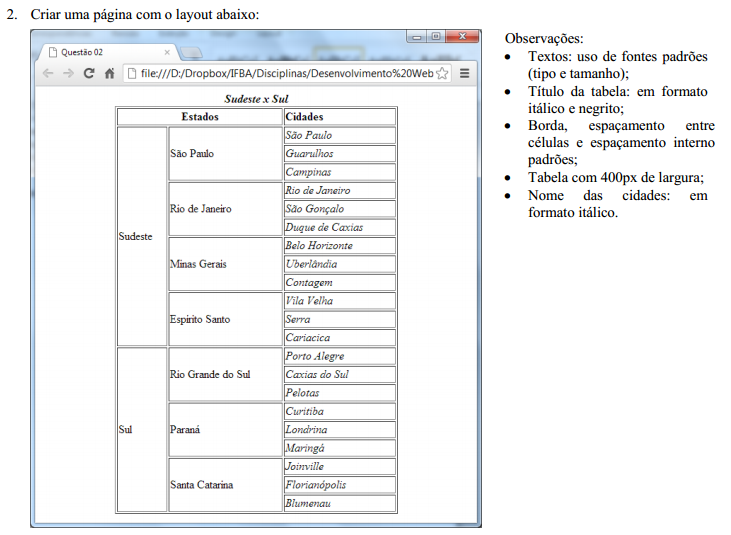 2. Criar uma página com o layout abaixo:
Questão 02
file:///D:/Dropbox/IFBA/Disciplinas/Desenvolvimento%20Web
Sudeste x Sul
Estados Cidades
Sudeste
São Paulo
São Paulo
Guarulhos
Campinas
Rio de Janeiro
Rio de Janeiro
São Gonçalo
Duque de Caxias
Minas Gerais
Belo Horizonte
Uberlândia
Contagem
Espírito Santo
Vila Velha
Serra
Cariacica
Sul
Rio Grande do Sul
Porto Alegre
Caxias do Sul
Pelotas
Paraná
Curitiba
Londrina
Maringá
Santa Catarina
Joinville
Florianópolis
Blumenau
Observações:
• Textos: uso de fontes padrões
(tipo e tamanho);
• Título da tabela: em formato
itálico e negrito;
• Borda, espaçamento entre
células e espaçamento interno
padrões;
• Tabela com 400px de largura;
• Nome das cidades: em
formato itálico.